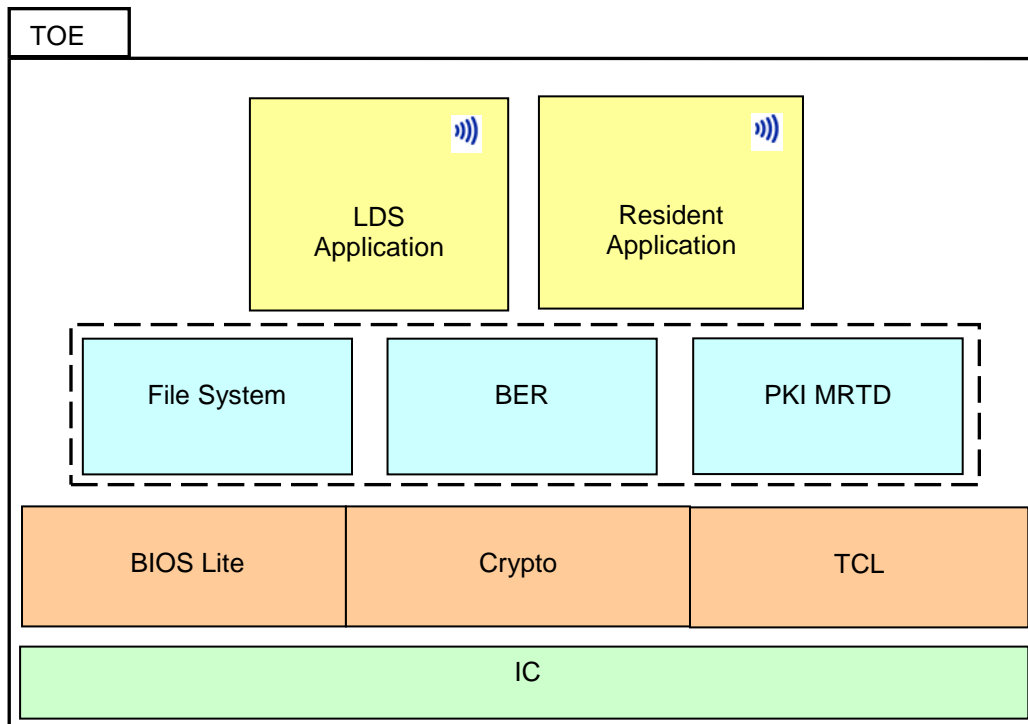 TOE
LDS
Application
Resident
Application
File System
BER
PKI MRTD
BIOS Lite
Crypto
TCL
IC